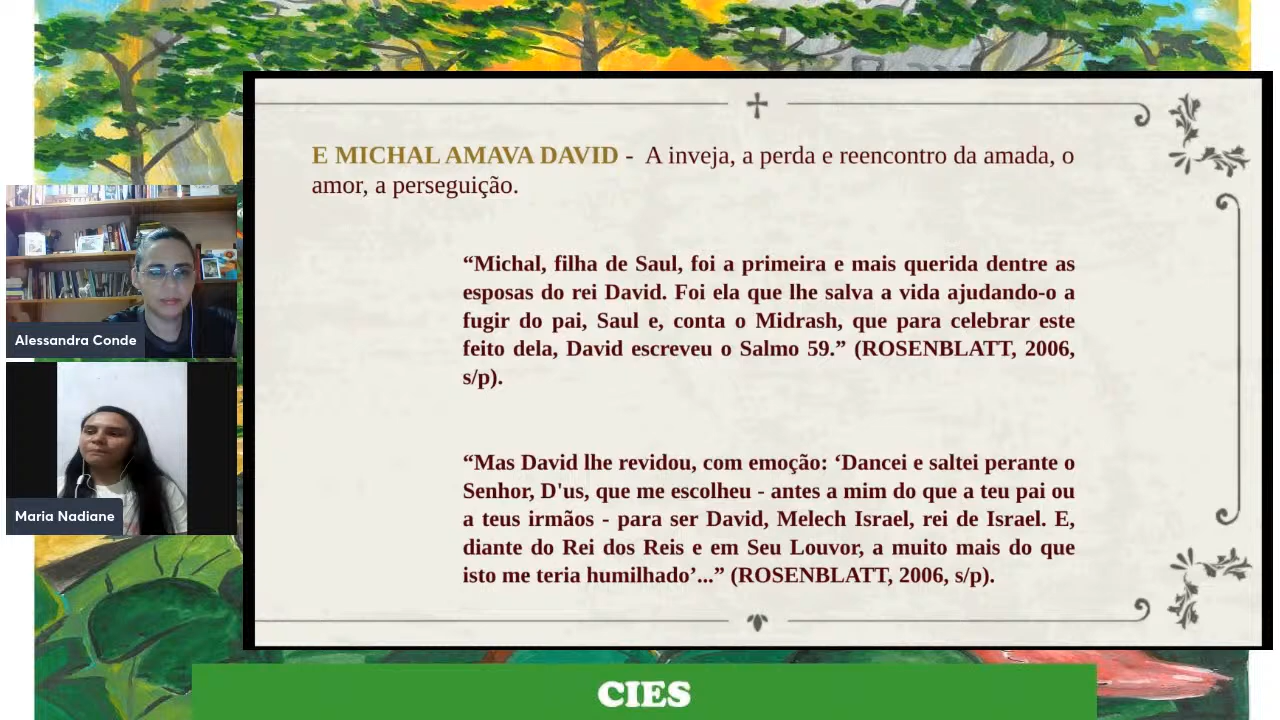 E MICHAL AMAVA DAVID - A inveja, a perda e reencontro da amada, o
amor, a perseguição.
“Michal, filha de Saul, foi a primeira e mais querida dentre as
esposas do rei David. Foi ela que lhe salva a vida ajudando-o a
fugir do pai, Saul e, conta o Midrash, que para celebrar este
feito dela, David escreveu o Salmo 59.” (ROSENBLATT, 2006,
s/p).
“Mas David lhe revidou, com emoção: ‘Dancei e saltei perante o
Senhor, D'us, que me escolheu - antes a mim do que a teu pai ou
a teus irmãos - para ser David, Melech Israel, rei de Israel. E,
diante do Rei dos Reis e em Seu Louvor, a muito mais do que
isto me teria humilhado’...” (ROSENBLATT, 2006, s/p).
Alessandra Conde
Maria Nadiane
CIES